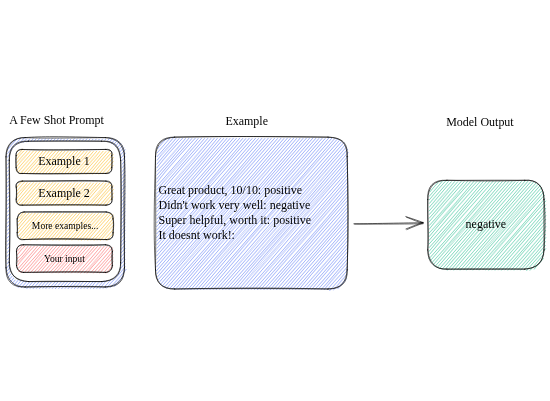 A Few Shot Prompt
Example 1
Example 2
More examples...
Your input
Example
Great product, 10/10: positive
Didn't work very well: negative
Super helpful, worth it: positive
It doesnt work!:
Model Output
negative